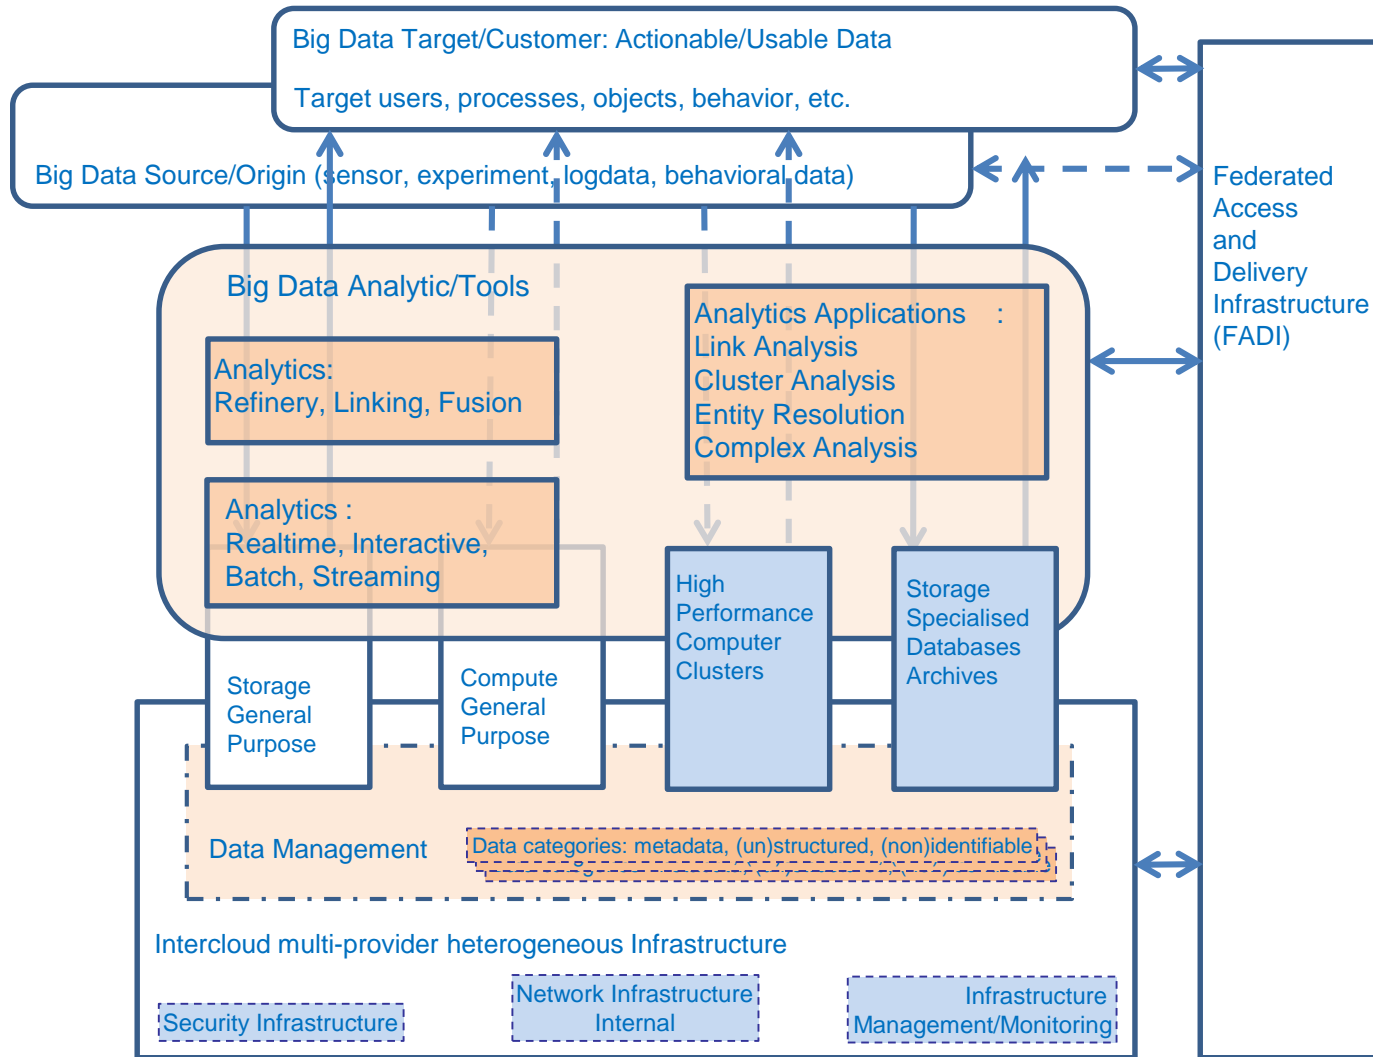 Big Data Target/Customer: Actionable/Usable Data
Target users, processes, objects, behavior, etc.
Big Data Source/Origin (sensor, experiment, logdata, behavioral data)
Federated
Access
and
Delivery
Infrastructure
(FADI)
Big Data Analytic/Tools
Analytics Applications :
Link Analysis
Cluster Analysis
Entity Resolution
Complex Analysis
Analytics:
Refinery, Linking, Fusion
Analytics :
Realtime, Interactive,
Batch, Streaming
Storage
General
Purpose
Compute
General
Purpose
High
Performance
Computer
Clusters
Storage
Specialised
Databases
Archives
Data Management
Data categories: metadata, (un)structured, (non)identifiable
Intercloud multi-provider heterogeneous Infrastructure
Security Infrastructure
Network Infrastructure
Internal
Infrastructure
Management/Monitoring